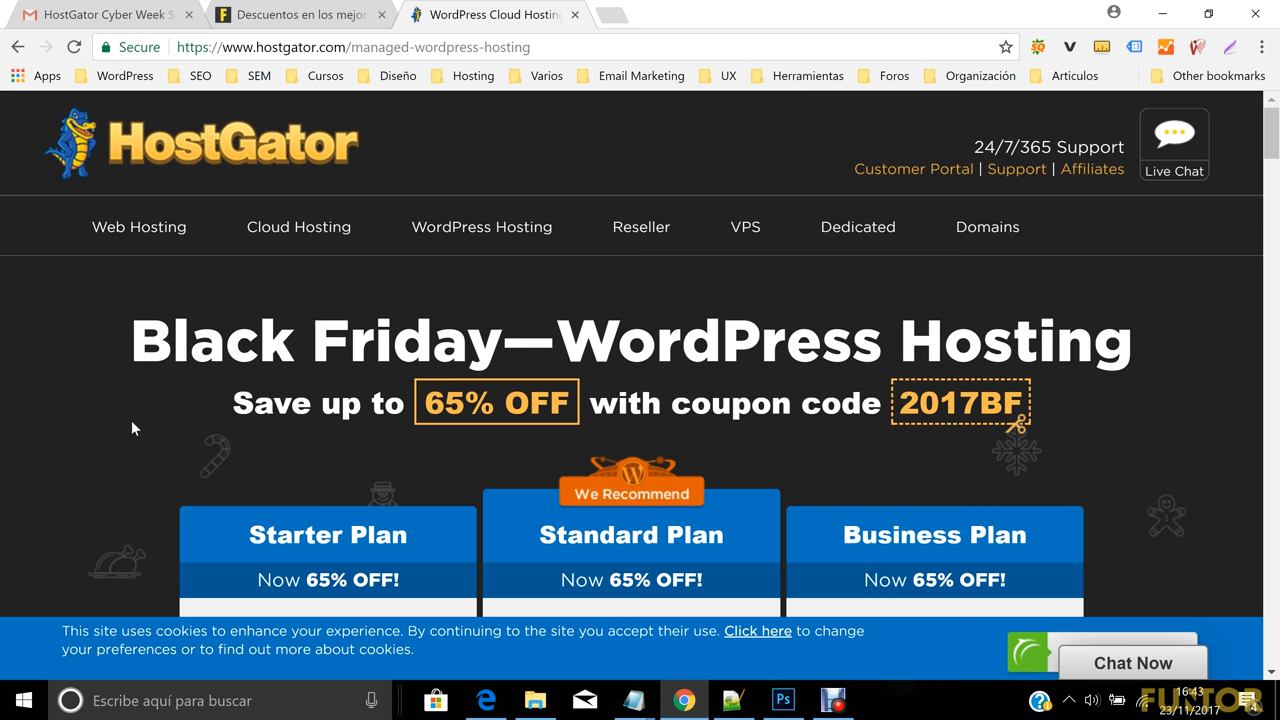 HostGator Cyber Week S
Descuentos en los mejor
WordPress Cloud Hosting
Secure
https://www.hostgator.com/managed-wordpress-hosting
Apps
WordPress
SEO
SEM
Cursos
Diseño
Hosting
Varios
Email Marketing
UX
Herramientas
Foros
Organización
Articulos
Other bookmarks
HostGator
24/7/365 Support
Customer Portal | Support | Affiliates
Live Chat
Web Hosting
Cloud Hosting
WordPress Hosting
Reseller
VPS
Dedicated
Domains
Black Friday—WordPress Hosting
Save up to 65% OFF with coupon code 2017BF
We Recommend
Starter Plan
Standard Plan
Business Plan
Now 65% OFF!
Now 65% OFF!
Now 65% OFF!
This site uses cookies to enhance your experience. By continuing to the site you accept their use. Click here to change
your preferences or to find out more about cookies.
Chat Now
Escribe aquí para buscar
Ps
16:43
23/11/2017
4
FUNTOR